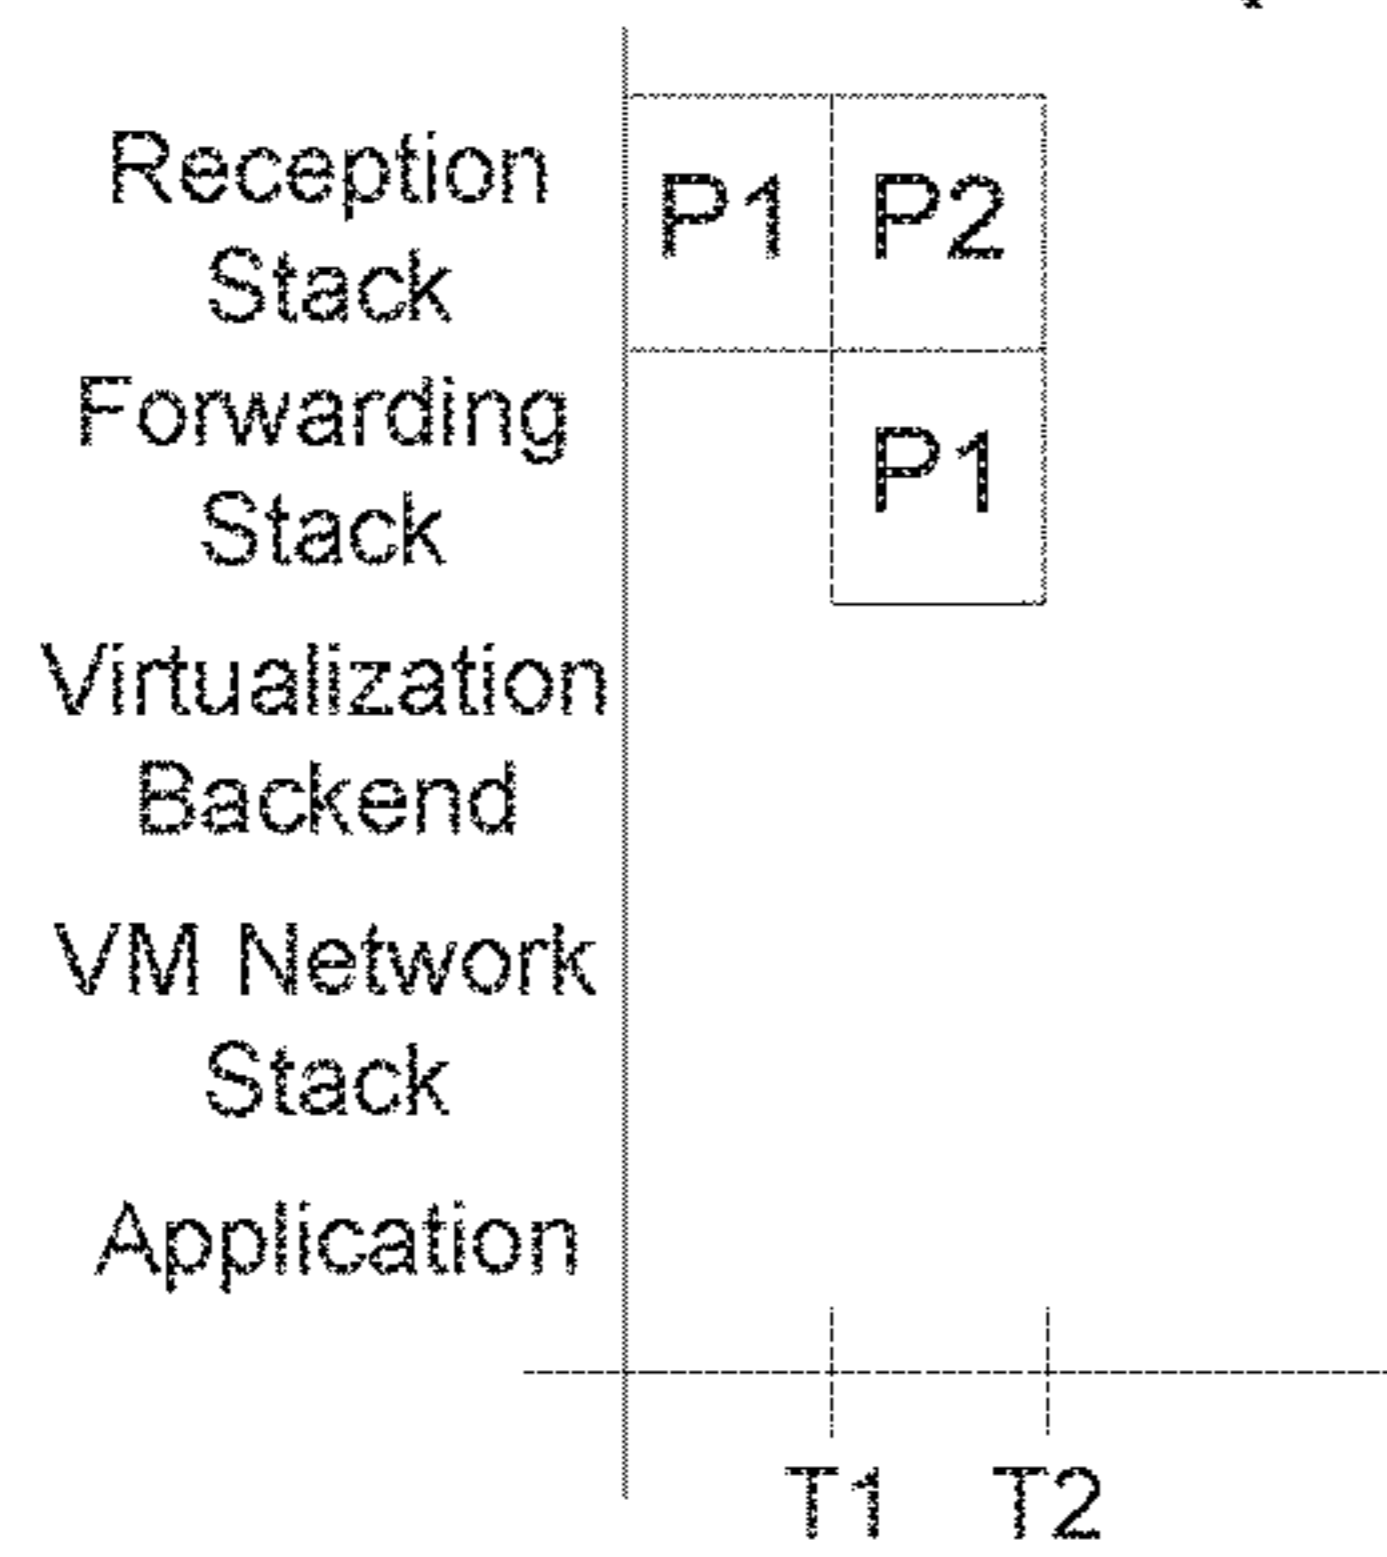 Reception
Stack
P1 P2
Forwarding
Stack
P1
Virtualization
Backend
VM Network
Stack
Application
T1 T2